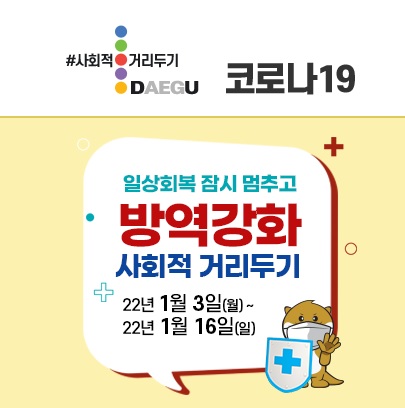 #사회적 거리두기
DAEGU
코로나19
일상회복 잠시 멈추고
방역강화
사회적 거리두기
22년 1월 3일(월) ~
22년 1월 16일(일)